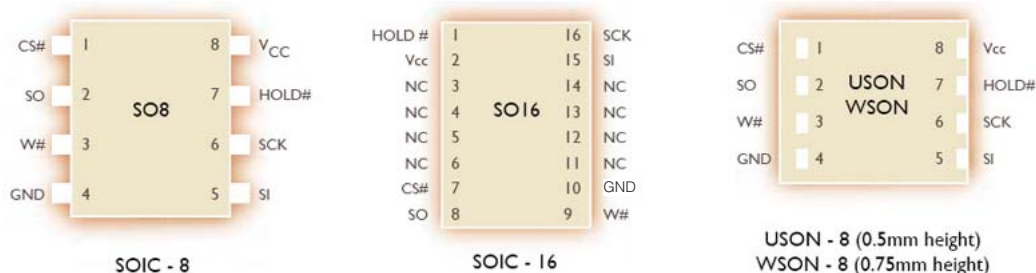 CS# 1 8 VCC
SO 2 7 HOLD#
SO8
W# 3 6 SCK
GND 4 5 SI
SOIC - 8
HOLD # 1 16 SCK
Vcc 2 15 SI
NC 3 14 NC
NC 4 SO16 13 NC
NC 5 12 NC
NC 6 11 NC
CS# 7 10 GND
SO 8 9 W#
SOIC - 16
CS# 1 8 Vcc
SO 2 USON 7 HOLD#
WSON
W# 3 6 SCK
GND 4 5 SI
USON - 8 (0.5mm height)
WSON - 8 (0.75mm height)